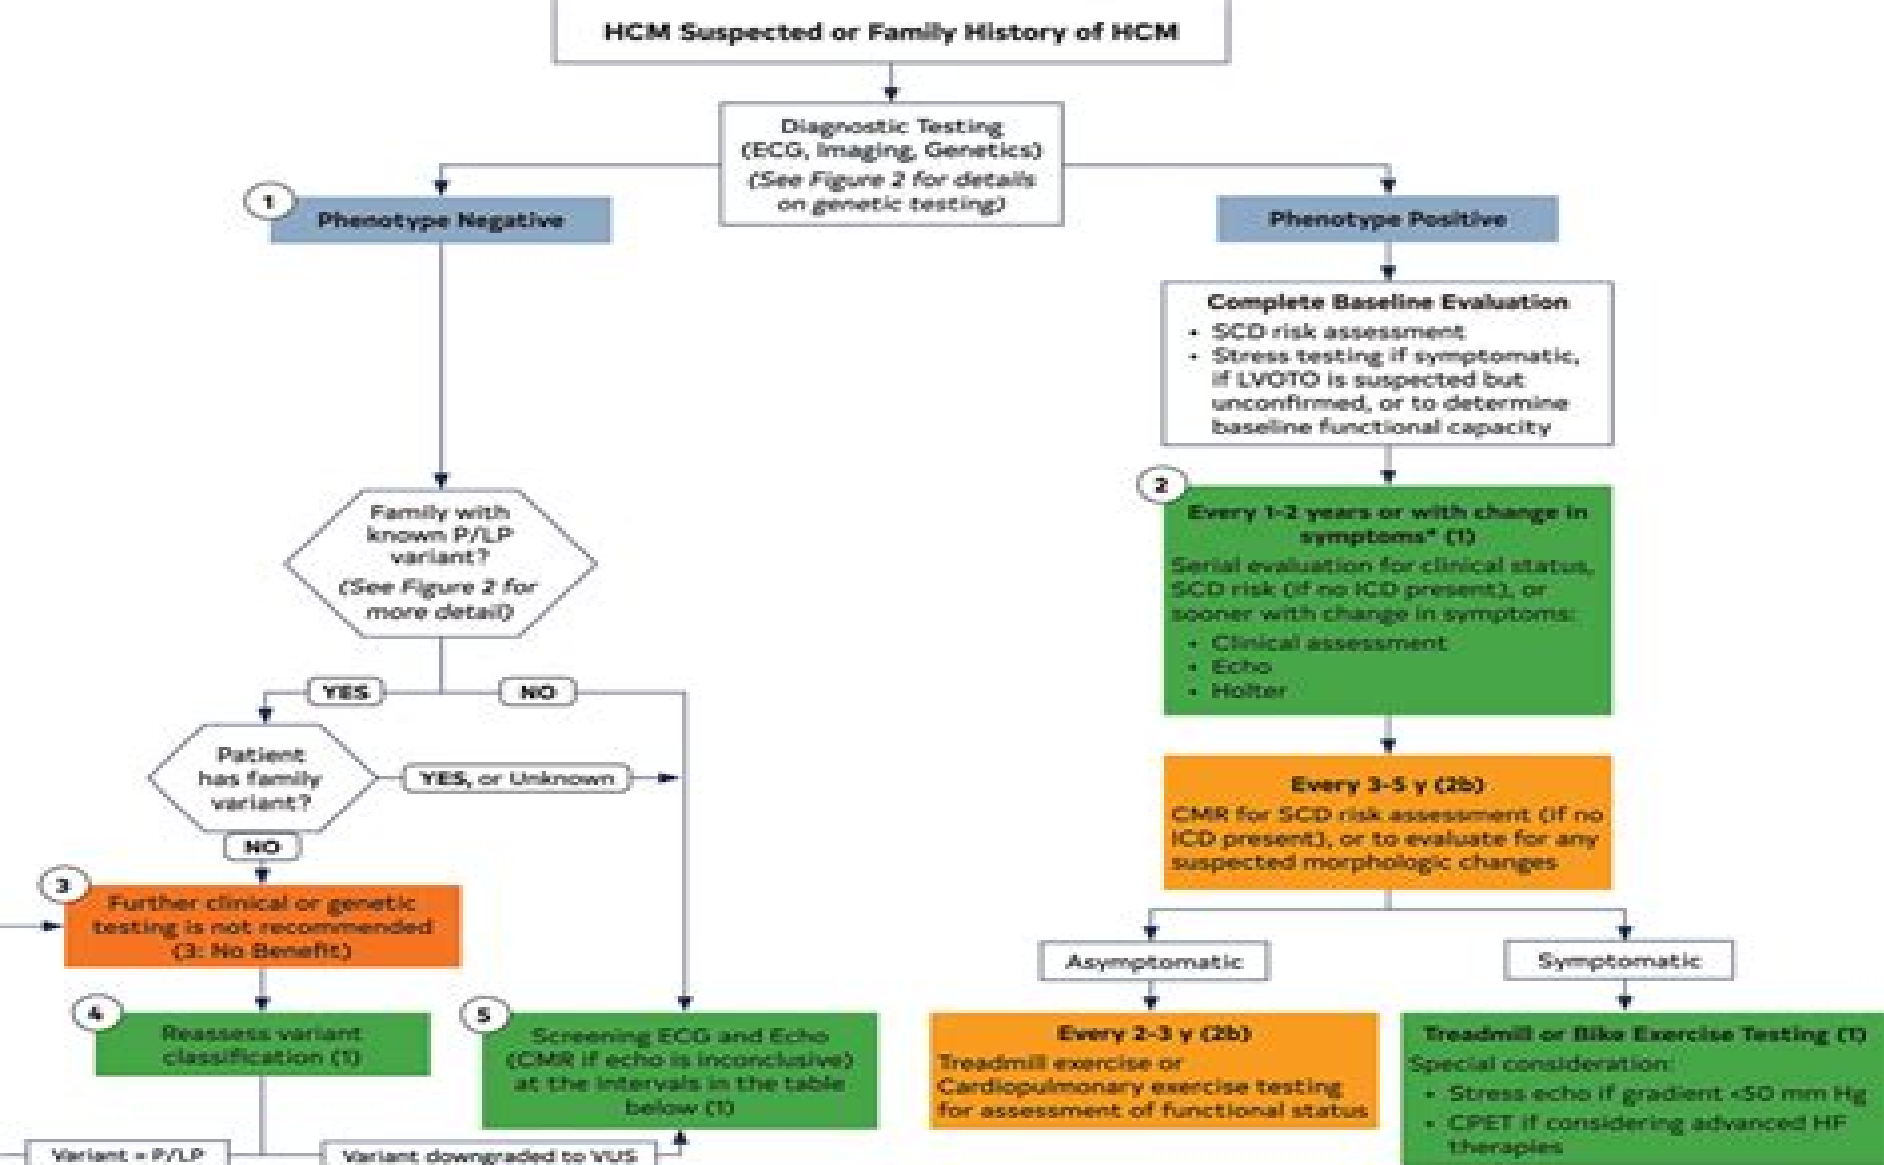 HCM Suspected or Family History of HCM
Diagnostic Testing
(ECG, Imaging, Genetics)
(See Figure 2 for details
on genetic testing)
1
Phenotype Negative
Phenotype Positive
Complete Baseline Evaluation
• SCD risk assessment
• Stress testing if symptomatic,
if LVOTO is suspected but
unconfirmed, or to determine
baseline functional capacity
2
Every 1-2 years or with change in
symptoms* (1)
Serial evaluation for clinical status,
SCD risk (if no ICD present), or
sooner with change in symptoms:
• Clinical assessment
• Echo
• Holter
Family with
known P/LP
variant?
(See Figure 2 for
more detail)
YES
NO
Patient
has family
variant?
YES, or Unknown
NO
Every 3-5 y (2b)
CMR for SCD risk assessment (if no
ICD present), or to evaluate for any
suspected morphologic changes
3
Further clinical or genetic
testing is not recommended
(3: No Benefit)
Asymptomatic
Symptomatic
4
Reassess variant
classification (1)
5
Screening ECG and Echo
(CMR if echo is inconclusive)
at the intervals in the table
below (1)
Every 2-3 y (2b)
Treadmill exercise or
Cardiopulmonary exercise testing
for assessment of functional status
Treadmill or Bike Exercise Testing (1)
Special consideration:
• Stress echo if gradient <50 mm Hg
• CPET if considering advanced HF
therapies
Variant = P/LP
Variant downgraded to VUS